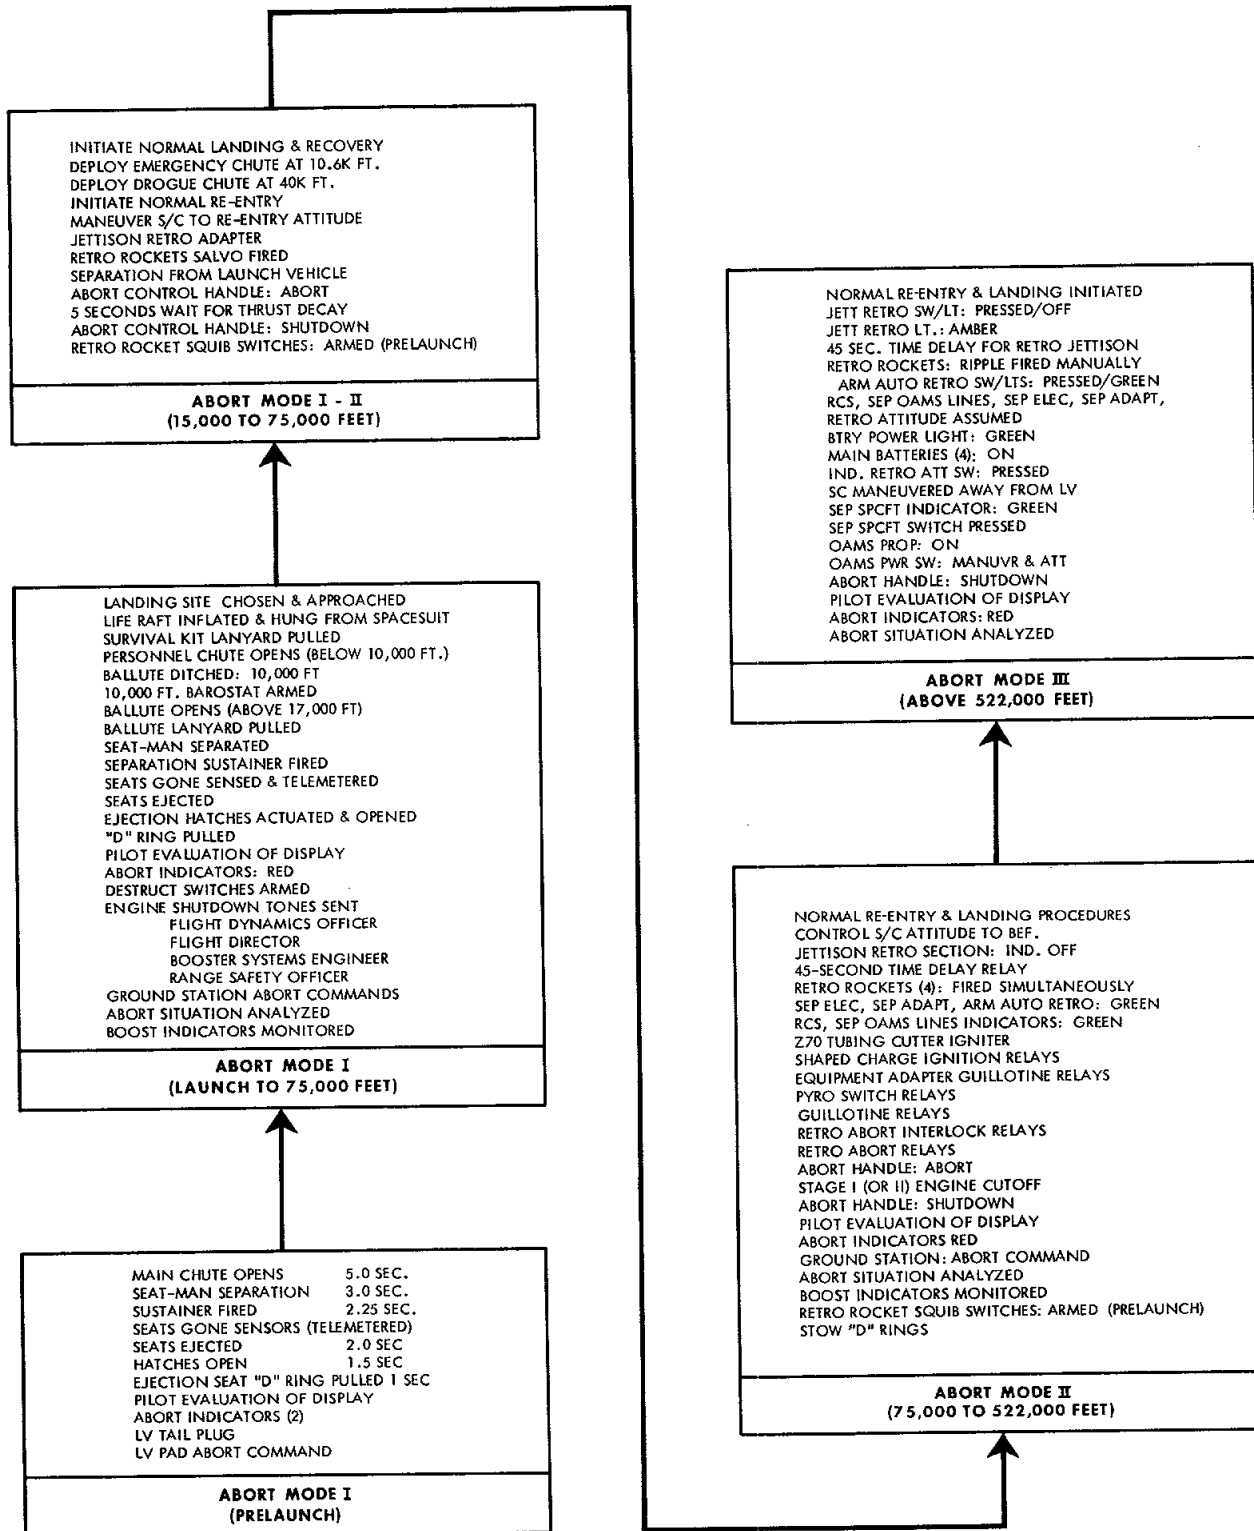 INITIATE NORMAL LANDING & RECOVERY
DEPLOY EMERGENCY CHUTE AT 10.6K FT.
DEPLOY DROGUE CHUTE AT 40K FT.
INITIATE NORMAL RE-ENTRY
MANEUVER S/C TO RE-ENTRY ATTITUDE
JETTISON RETRO ADAPTER
RETRO ROCKETS SALVO FIRED
SEPARATION FROM LAUNCH VEHICLE
ABORT CONTROL HANDLE: ABORT
5 SECONDS WAIT FOR THRUST DECAY
ABORT CONTROL HANDLE: SHUTDOWN
RETRO ROCKET SQUIB SWITCHES: ARMED (PRELAUNCH)
ABORT MODE I - II
(15,000 TO 75,000 FEET)
LANDING SITE CHOSEN & APPROACHED
LIFE RAFT INFLATED & HUNG FROM SPACESUIT
SURVIVAL KIT LANYARD PULLED
PERSONNEL CHUTE OPENS (BELOW 10,000 FT.)
BALLUTE DITCHED: 10,000 FT
10,000 FT. BAROSTAT ARMED
BALLUTE OPENS (ABOVE 17,000 FT)
BALLUTE LANYARD PULLED
SEAT-MAN SEPARATED
SEPARATION SUSTAINER FIRED
SEATS GONE SENSED & TELEMETERED
SEATS EJECTED
EJECTION HATCHES ACTUATED & OPENED
"D" RING PULLED
PILOT EVALUATION OF DISPLAY
ABORT INDICATORS: RED
DESTRUCT SWITCHES ARMED
ENGINE SHUTDOWN TONES SENT
FLIGHT DYNAMICS OFFICER
FLIGHT DIRECTOR
BOOSTER SYSTEMS ENGINEER
RANGE SAFETY OFFICER
GROUND STATION ABORT COMMANDS
ABORT SITUATION ANALYZED
BOOST INDICATORS MONITORED
ABORT MODE I
(LAUNCH TO 75,000 FEET)
MAIN CHUTE OPENS 5.0 SEC.
SEAT-MAN SEPARATION 3.0 SEC.
SUSTAINER FIRED 2.25 SEC.
SEATS GONE SENSORS (TELEMETERED)
SEATS EJECTED 2.0 SEC
HATCHES OPEN 1.5 SEC
EJECTION SEAT "D" RING PULLED 1 SEC
PILOT EVALUATION OF DISPLAY
ABORT INDICATORS (2)
LV TAIL PLUG
LV PAD ABORT COMMAND
ABORT MODE I
(PRELAUNCH)
NORMAL RE-ENTRY & LANDING INITIATED
JETT RETRO SW/LT: PRESSED/OFF
JETT RETRO LT.: AMBER
45 SEC. TIME DELAY FOR RETRO JETTISON
RETRO ROCKETS: RIPPLE FIRED MANUALLY
ARM AUTO RETRO SW/LTS: PRESSED/GREEN
RCS, SEP OAMS LINES, SEP ELEC, SEP ADAPT,
RETRO ATTITUDE ASSUMED
BTRY POWER LIGHT: GREEN
MAIN BATTERIES (4): ON
IND. RETRO ATT SW: PRESSED
SC MANEUVERED AWAY FROM LV
SEP SPCFT INDICATOR: GREEN
SEP SPCFT SWITCH PRESSED
OAMS PROP: ON
OAMS PWR SW: MANUVR & ATT
ABORT HANDLE: SHUTDOWN
PILOT EVALUATION OF DISPLAY
ABORT INDICATORS: RED
ABORT SITUATION ANALYZED
ABORT MODE III
(ABOVE 522,000 FEET)
NORMAL RE-ENTRY & LANDING PROCEDURES
CONTROL S/C ATTITUDE TO BEF.
JETTISON RETRO SECTION: IND. OFF
45-SECOND TIME DELAY RELAY
RETRO ROCKETS (4): FIRED SIMULTANEOUSLY
SEP ELEC, SEP ADAPT, ARM AUTO RETRO: GREEN
RCS, SEP OAMS LINES INDICATORS: GREEN
Z70 TUBING CUTTER IGNITER
SHAPED CHARGE IGNITION RELAYS
EQUIPMENT ADAPTER GUILLOTINE RELAYS
PYRO SWITCH RELAYS
GUILLOTINE RELAYS
RETRO ABORT INTERLOCK RELAYS
RETRO ABORT RELAYS
ABORT HANDLE: ABORT
STAGE I (OR II) ENGINE CUTOFF
ABORT HANDLE: SHUTDOWN
PILOT EVALUATION OF DISPLAY
ABORT INDICATORS RED
GROUND STATION: ABORT COMMAND
ABORT SITUATION ANALYZED
BOOST INDICATORS MONITORED
RETRO ROCKET SQUIB SWITCHES: ARMED (PRELAUNCH)
STOW "D" RINGS
ABORT MODE II
(75,000 TO 522,000 FEET)